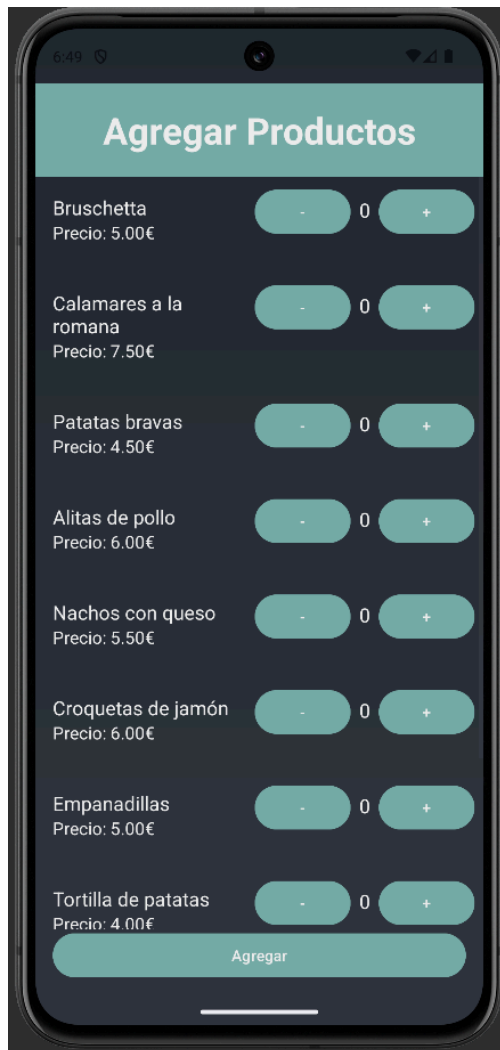 6:49
Agregar Productos
Bruschetta
- 0 +
Precio: 5.00€
Calamares a la
romana
- 0 +
Precio: 7.50€
Patatas bravas
- 0 +
Precio: 4.50€
Alitas de pollo
- 0 +
Precio: 6.00€
Nachos con queso
- 0 +
Precio: 5.50€
Croquetas de jamón
- 0 +
Precio: 6.00€
Empanadillas
- 0 +
Precio: 5.00€
Tortilla de patatas
- 0 +
Precio: 4.00€
Agregar